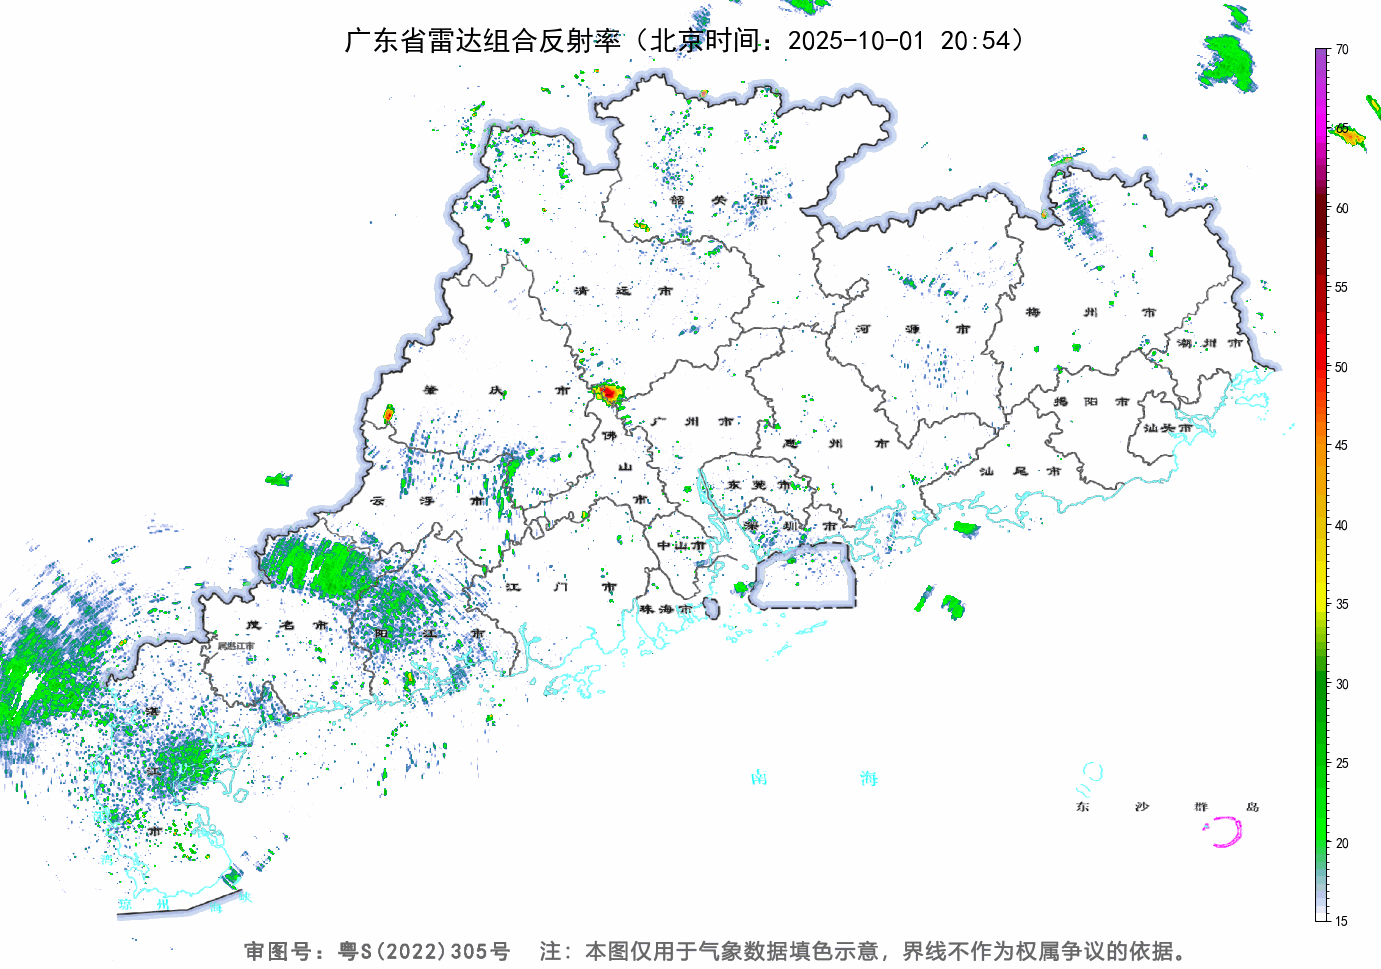 广东省雷达组合反射率（北京时间：2025-10-01 20:54）
70
65
60
55
50
45
40
35
30
25
20
15
韶关市
清远市
河源市
梅州市
潮州市
肇庆市
广州市
惠州市
揭阳市
汕头市
佛山市
云浮市
东莞市
汕尾市
深圳市
中山市
江门市
珠海市
茂名市
阳江市
湛江市
南海
东沙群岛
琼州海峡
审图号：粤S(2022)305号 注：本图仅用于气象数据填色示意，界线不作为权属争议的依据。